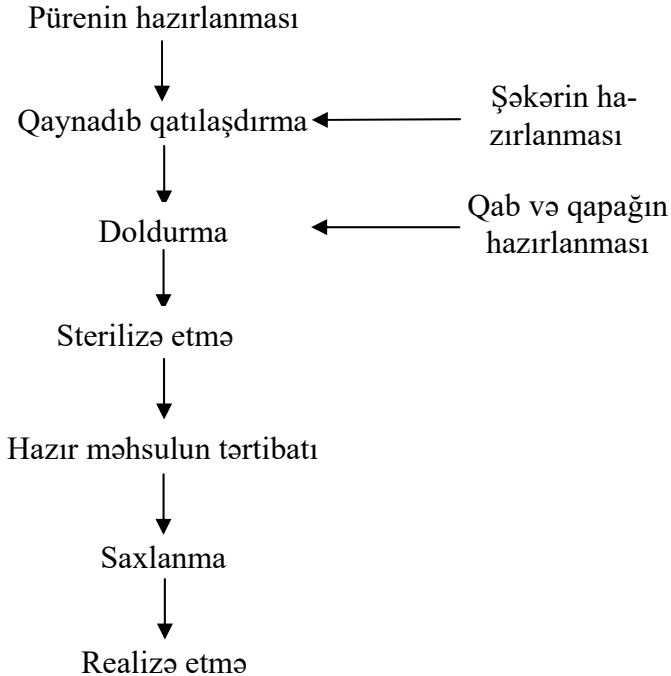 Pürenin hazırlanması
Qaynadıb qatılaşdırma
Şəkərin ha-
zırlanması
Doldurma
Qab və qapağın
hazırlanması
Sterilizə etmə
Hazır məhsulun tərtibatı
Saxlanma
Realizə etmə